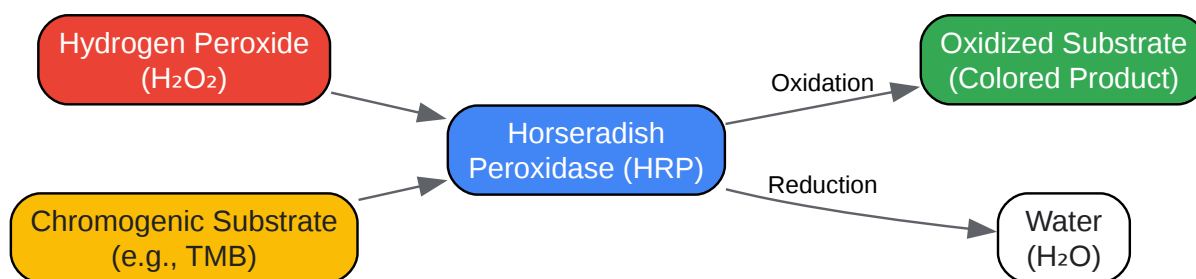 Hydrogen Peroxide
(H₂O₂)
Chromogenic Substrate
(e.g., TMB)
Horseradish
Peroxidase (HRP)
Oxidation
Reduction
Oxidized Substrate
(Colored Product)
Water
(H₂O)